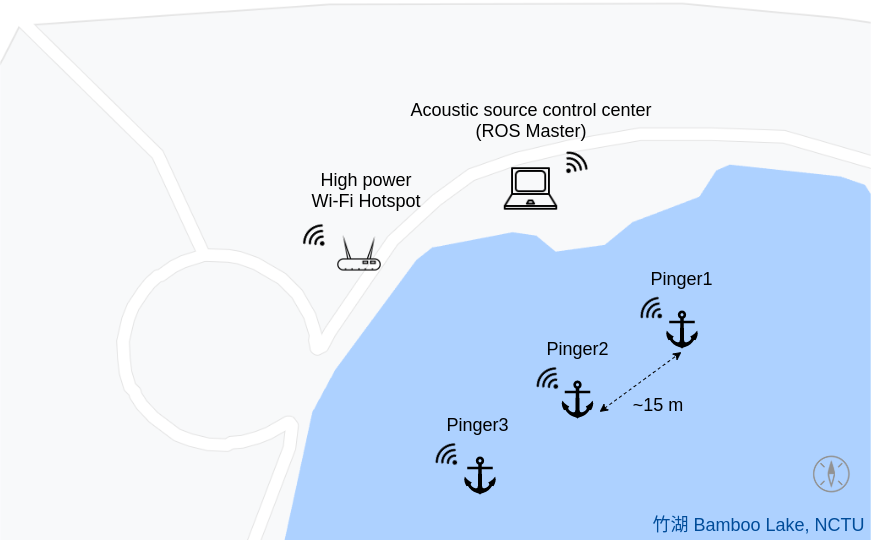 Acoustic source control center
(ROS Master)
High power
Wi-Fi Hotspot
Pinger1
Pinger2
~15 m
Pinger3
竹湖 Bamboo Lake, NCTU